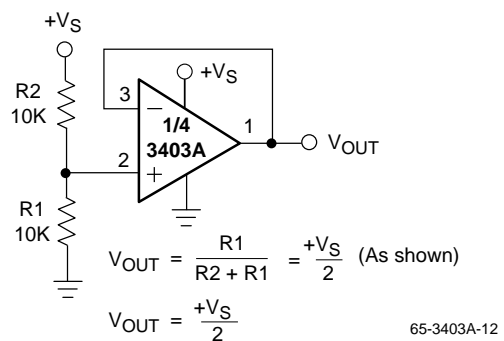 +VS
R2
10K
3
+VS
−
1/4
3403A
1
VOUT
2
+
R1
10K
VOUT = R1 / R2 + R1 = +VS / 2 (As shown)
VOUT = +VS / 2
65-3403A-12